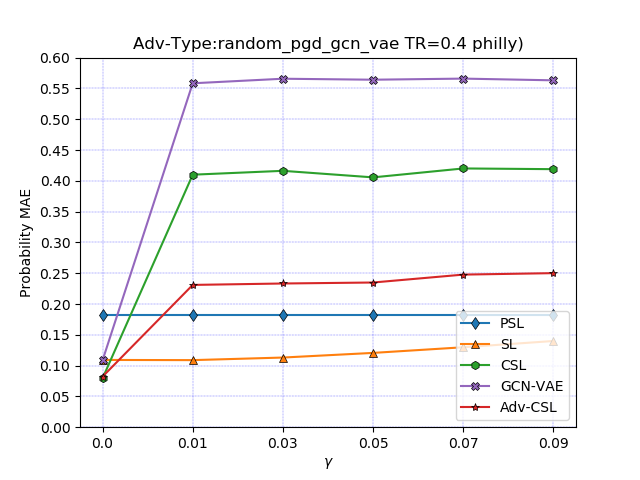 Adv-Type:random_pgd_gcn_vae TR=0.4 philly)
Probability MAE
0.60
0.55
0.50
0.45
0.40
0.35
0.30
0.25
0.20
0.15
0.10
0.05
0.00
PSL
SL
CSL
GCN-VAE
Adv-CSL
0.0 0.01 0.03 0.05 0.07 0.09
γ